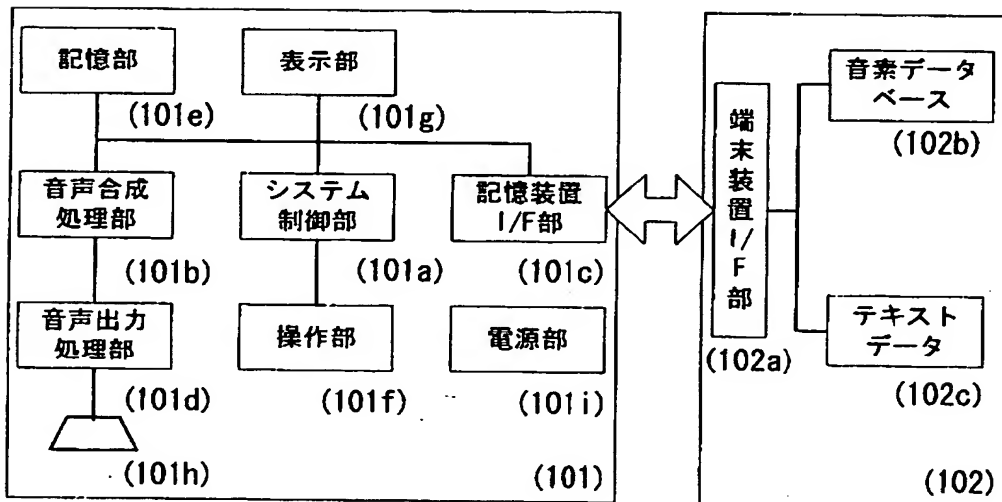 記憶部
(101e)
表示部
(101g)
音声合成
処理部
(101b)
システム
制御部
(101a)
記憶装置
I/F部
(101c)
音声出力
処理部
(101d)
操作部
(101f)
電源部
(101i)
(101h)
(101)
端末装置I/F部
(102a)
音素データ
ベース
(102b)
テキスト
データ
(102c)
(102)